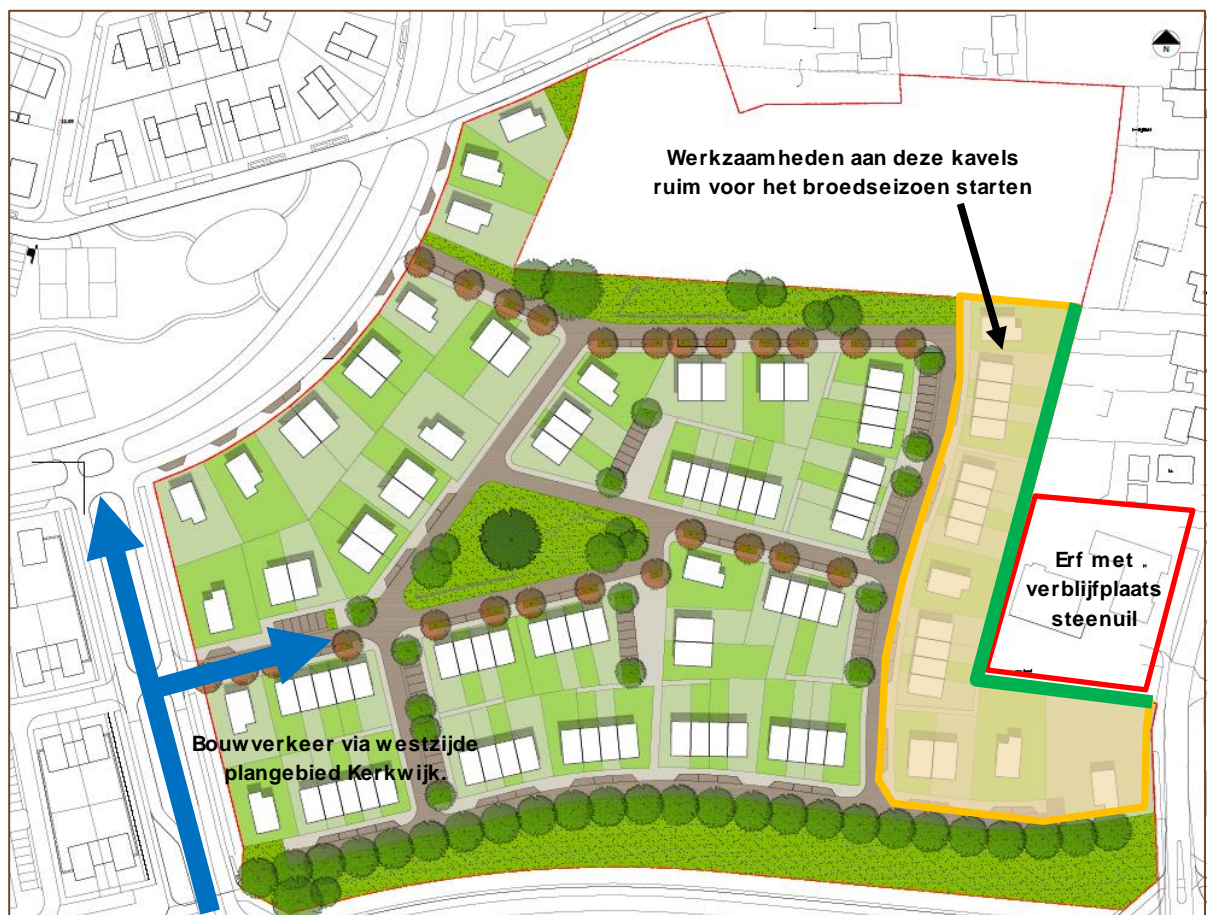 N
Werkzaamheden aan deze kavels
ruim voor het broedseizoen starten
Erf met
verblijfplaats
steenuil
Bouwverkeer via westzijde
plangebied Kerkwijk.